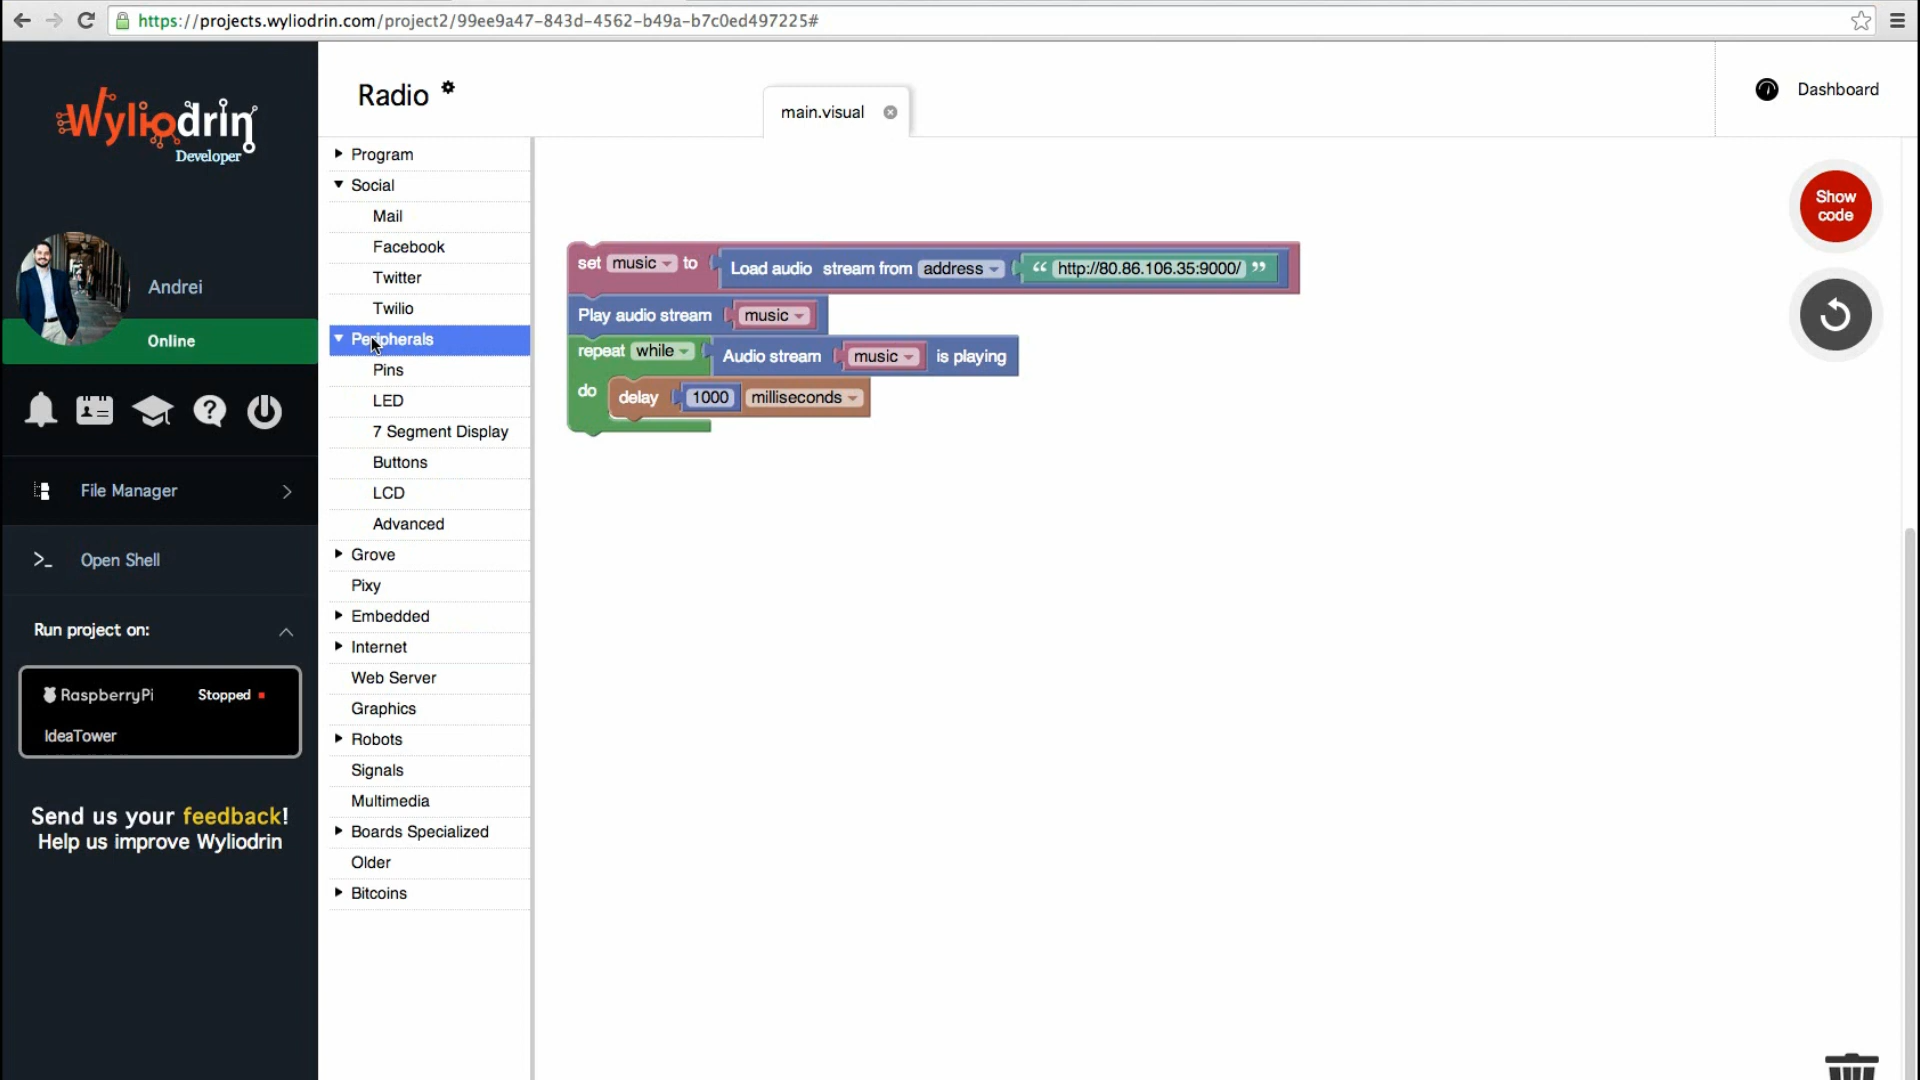 https://projects.wyliodrin.com/project2/99ee9a47-843d-4562-b49a-b7c0ed497225#
Wyliodrin
Developer
Andrei
Online
File Manager
>_ Open Shell
Run project on:
RaspberryPi Stopped
IdeaTower
Send us your feedback!
Help us improve Wyliodrin
Radio
main.visual
Dashboard
Program
Social
Mail
Facebook
Twitter
Twilio
Peripherals
Pins
LED
7 Segment Display
Buttons
LCD
Advanced
Grove
Pixy
Embedded
Internet
Web Server
Graphics
Robots
Signals
Multimedia
Boards Specialized
Older
Bitcoins
set music to Load audio stream from address “ http://80.86.106.35:9000/ ”
Play audio stream music
repeat while Audio stream music is playing
do delay 1000 milliseconds
Show
code